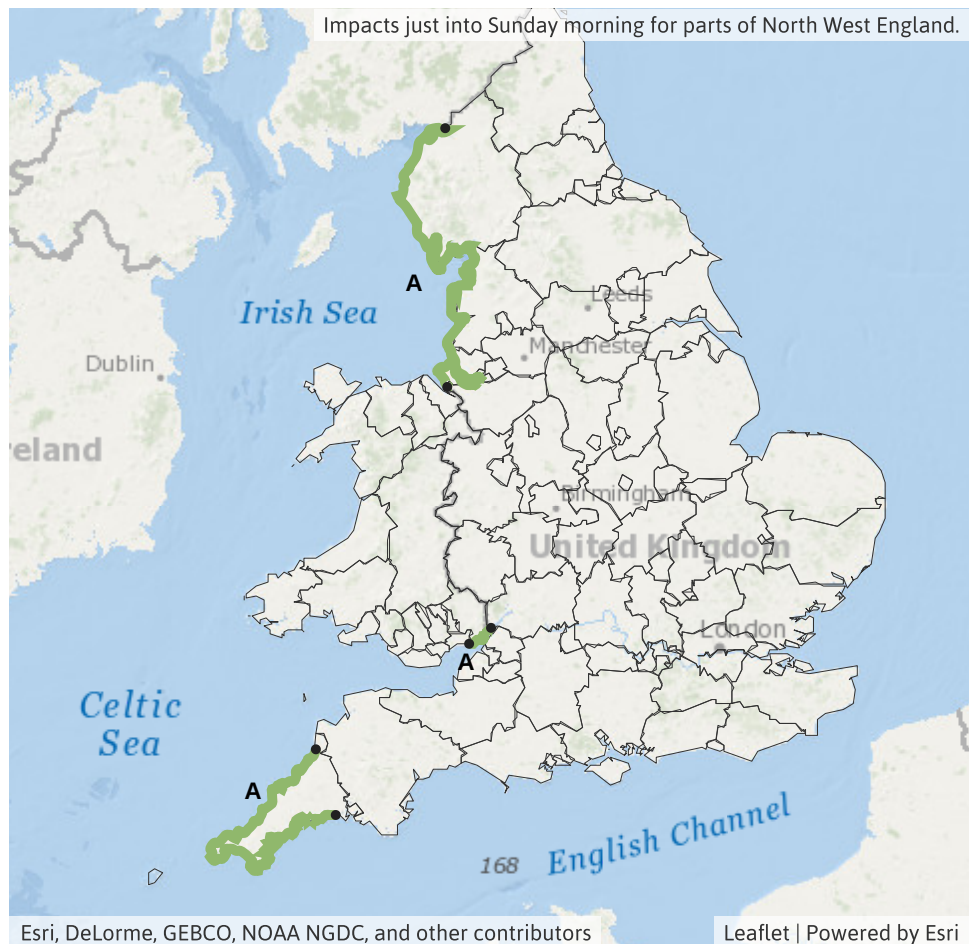 Impacts just into Sunday morning for parts of North West England.
A
Irish Sea
Leeds
Manchester
Dublin
eland
Birmingham
United Kingdom
London
A
Celtic
Sea
A
English Channel
168
Esri, DeLorme, GEBCO, NOAA NGDC, and other contributors
Leaflet | Powered by Esri